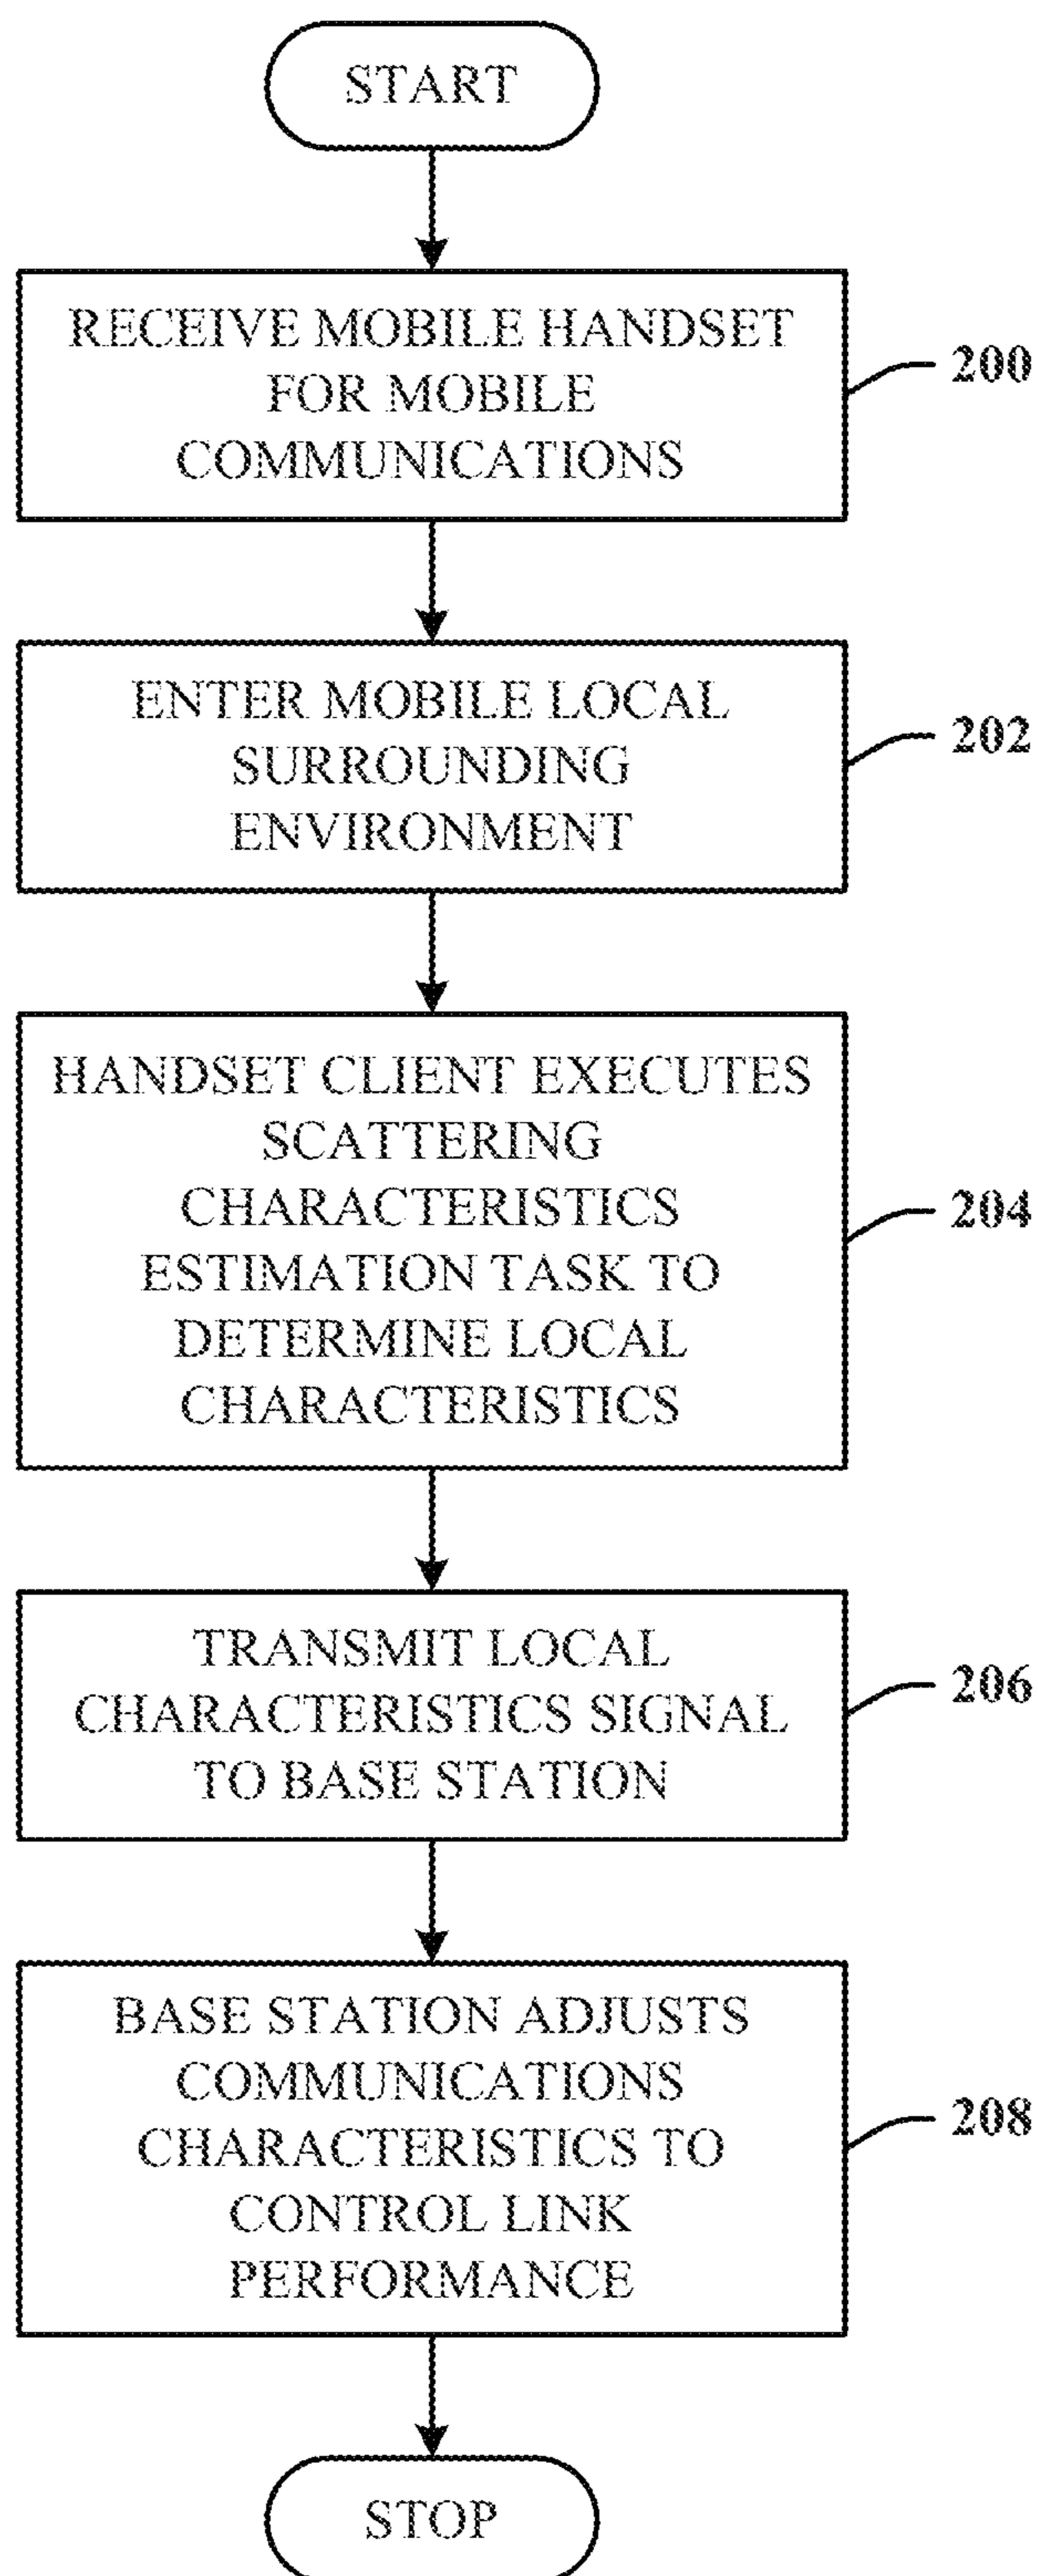 START
RECEIVE MOBILE HANDSET
FOR MOBILE
COMMUNICATIONS
200
ENTER MOBILE LOCAL
SURROUNDING
ENVIRONMENT
202
HANDSET CLIENT EXECUTES
SCATTERING
CHARACTERISTICS
ESTIMATION TASK TO
DETERMINE LOCAL
CHARACTERISTICS
204
TRANSMIT LOCAL
CHARACTERISTICS SIGNAL
TO BASE STATION
206
BASE STATION ADJUSTS
COMMUNICATIONS
CHARACTERISTICS TO
CONTROL LINK
PERFORMANCE
208
STOP